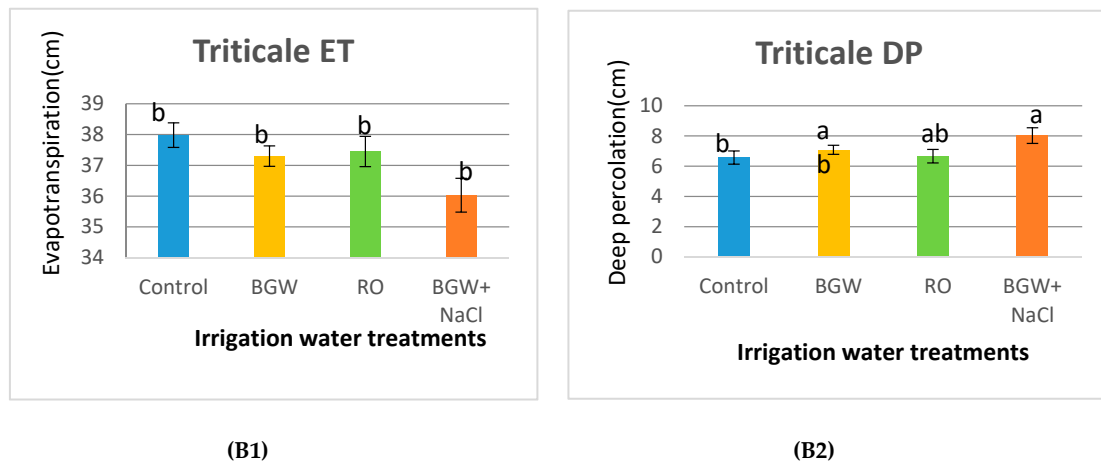 Triticale ET
Evapotranspiration(cm)
39
38
37
36
35
34
b
b
b
b
Control
BGW
RO
BGW+
NaCl
Irrigation water treatments
(B1)
Triticale DP
Deep percolation(cm)
10
8
6
4
2
0
b
a
b
ab
a
Control
BGW
RO
BGW+
NaCl
Irrigation water treatments
(B2)